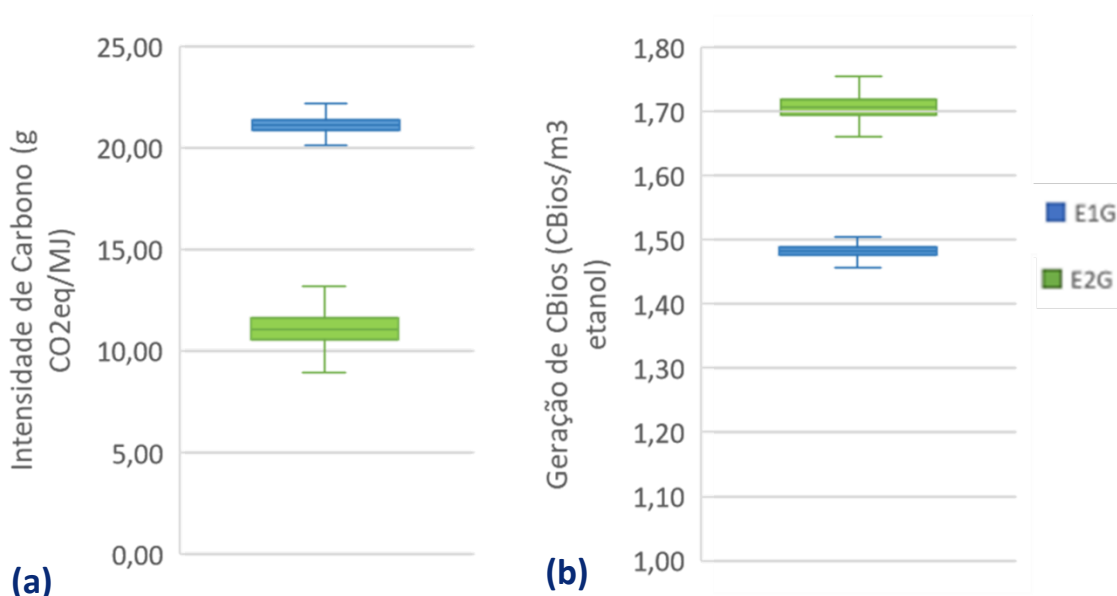 Intensidade de Carbono (g
CO2eq/MJ)
25,00
20,00
15,00
10,00
5,00
0,00
(a)
Geração de CBios (CBios/m3
etanol)
1,80
1,70
1,60
1,50
1,40
1,30
1,20
1,10
1,00
(b)
E1G
E2G